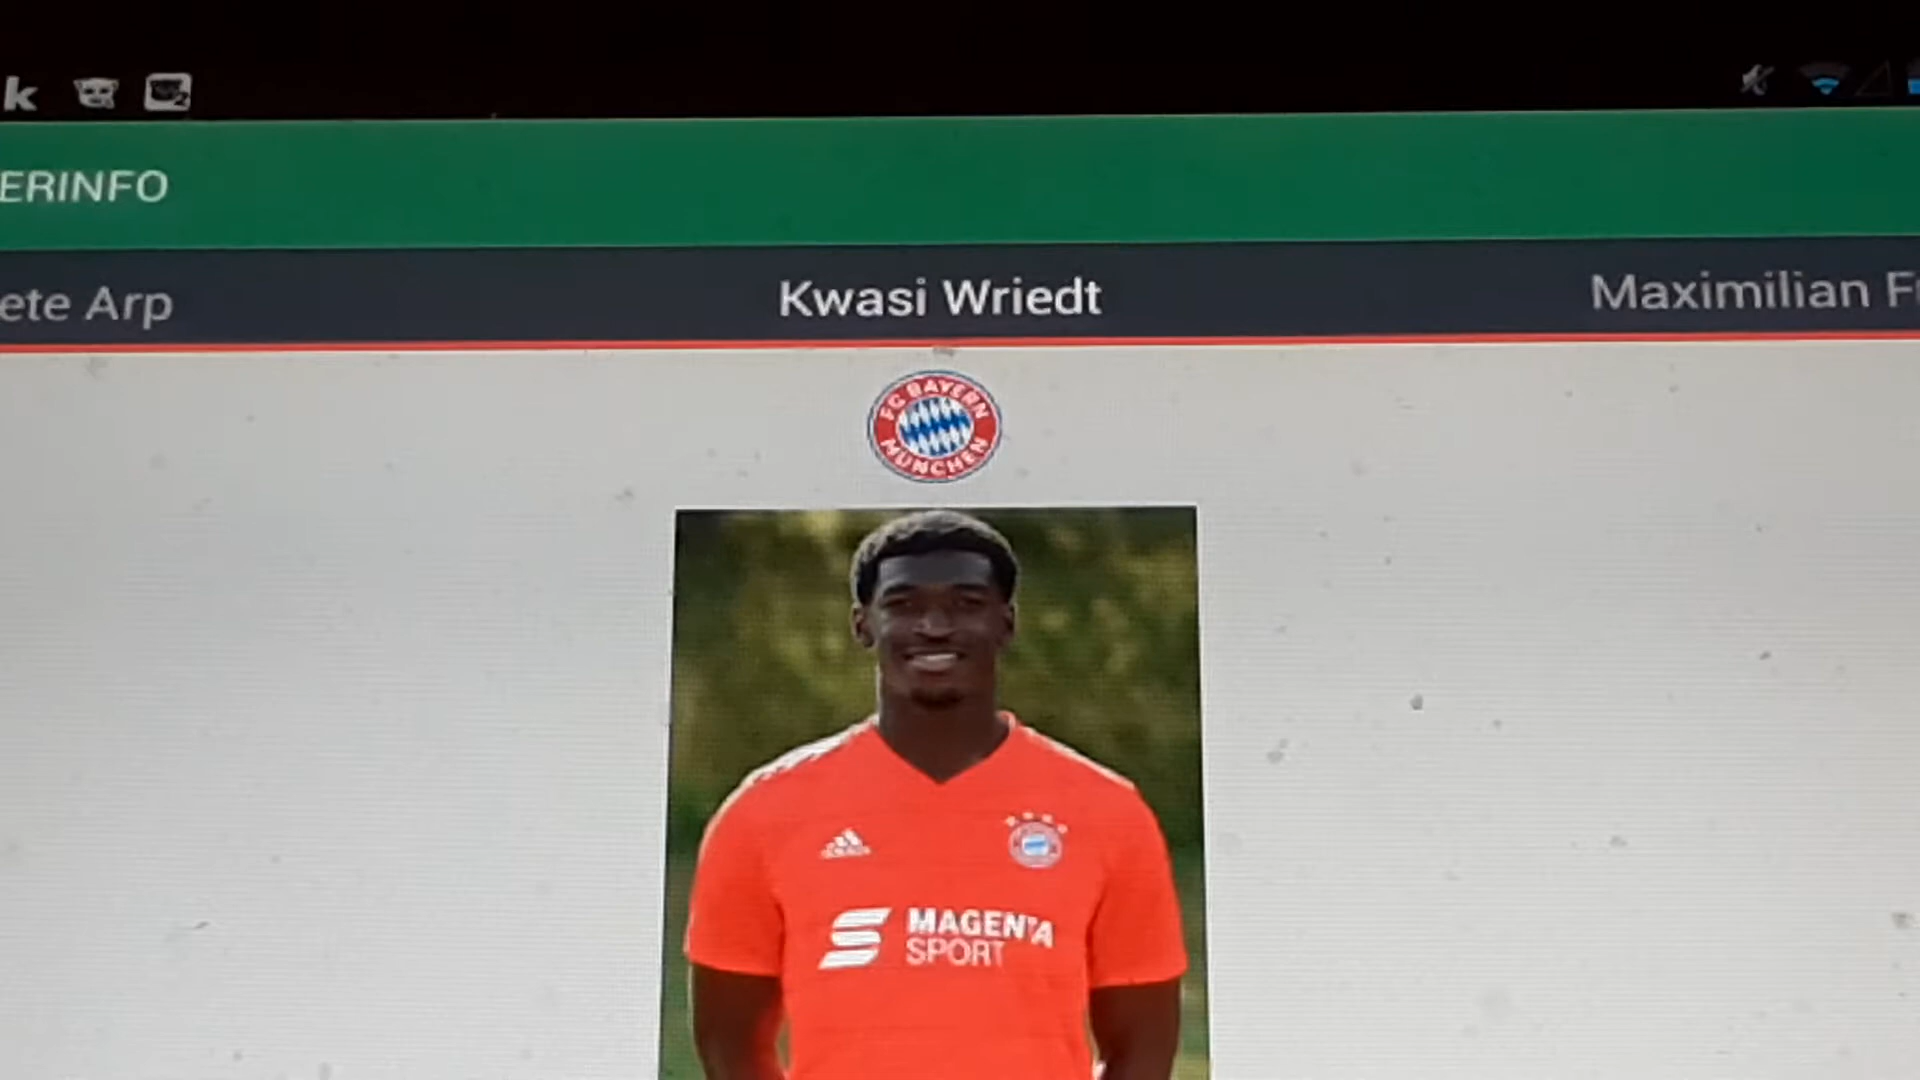 k
ERINFO
ete Arp
Kwasi Wriedt
Maximilian F
FC BAYERN
MÜNCHEN
MAGENTA
SPORT